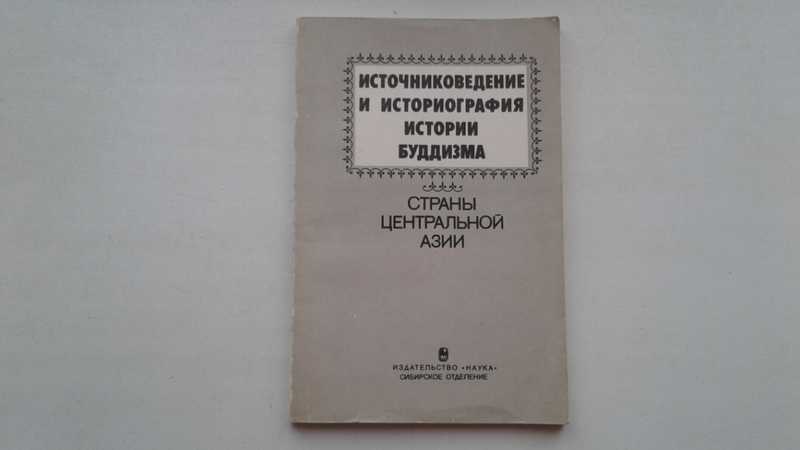 ИСТОЧНИКОВЕДЕНИЕ
И ИСТОРИОГРАФИЯ
ИСТОРИИ
БУДДИЗМА
СТРАНЫ
ЦЕНТРАЛЬНОЙ
АЗИИ
ИЗДАТЕЛЬСТВО «НАУКА»
СИБИРСКОЕ ОТДЕЛЕНИЕ